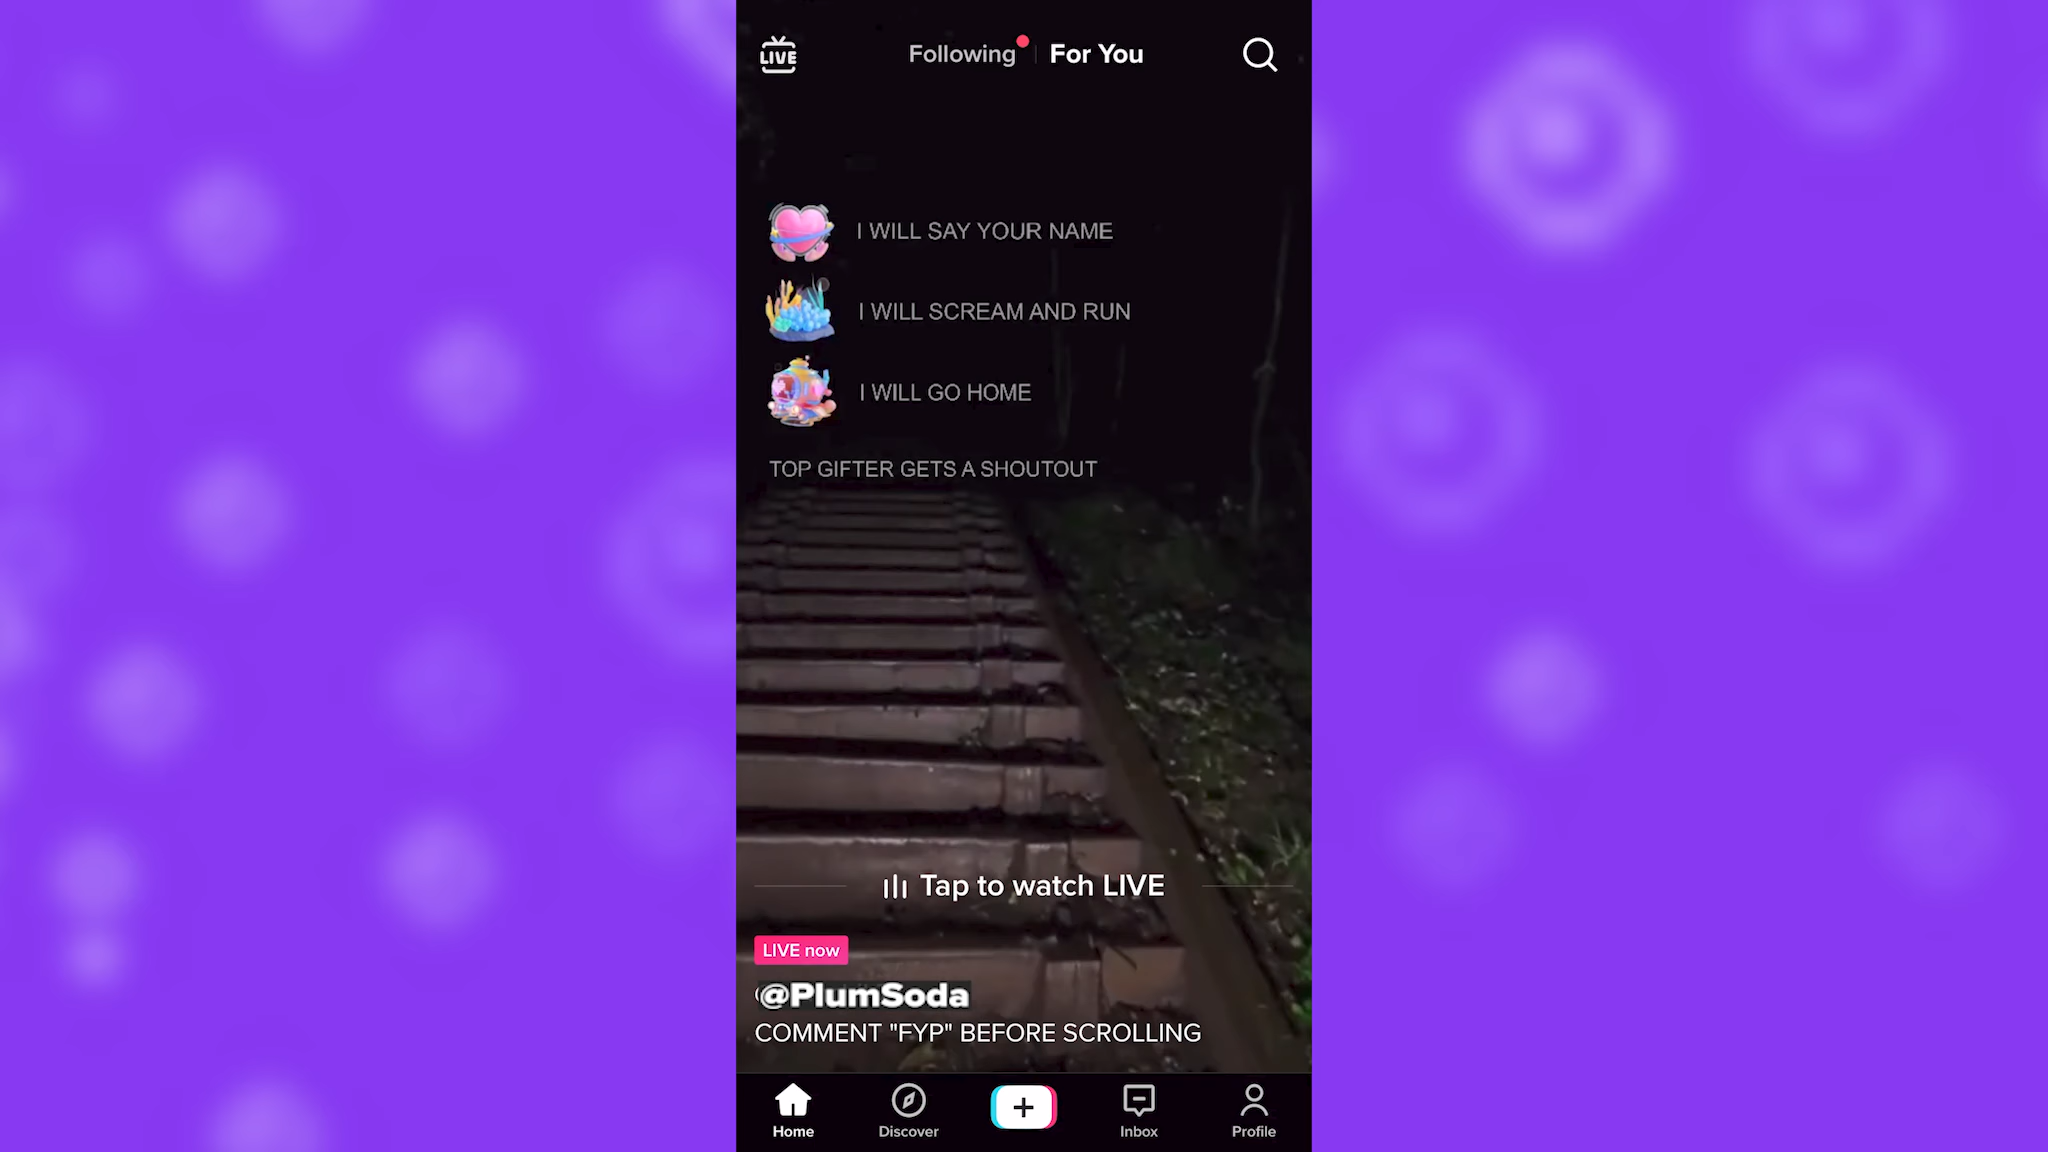 LIVE
Following
For You
I WILL SAY YOUR NAME
I WILL SCREAM AND RUN
I WILL GO HOME
TOP GIFTER GETS A SHOUTOUT
Tap to watch LIVE
LIVE now
@PlumSoda
COMMENT "FYP" BEFORE SCROLLING
Home
Discover
Inbox
Profile